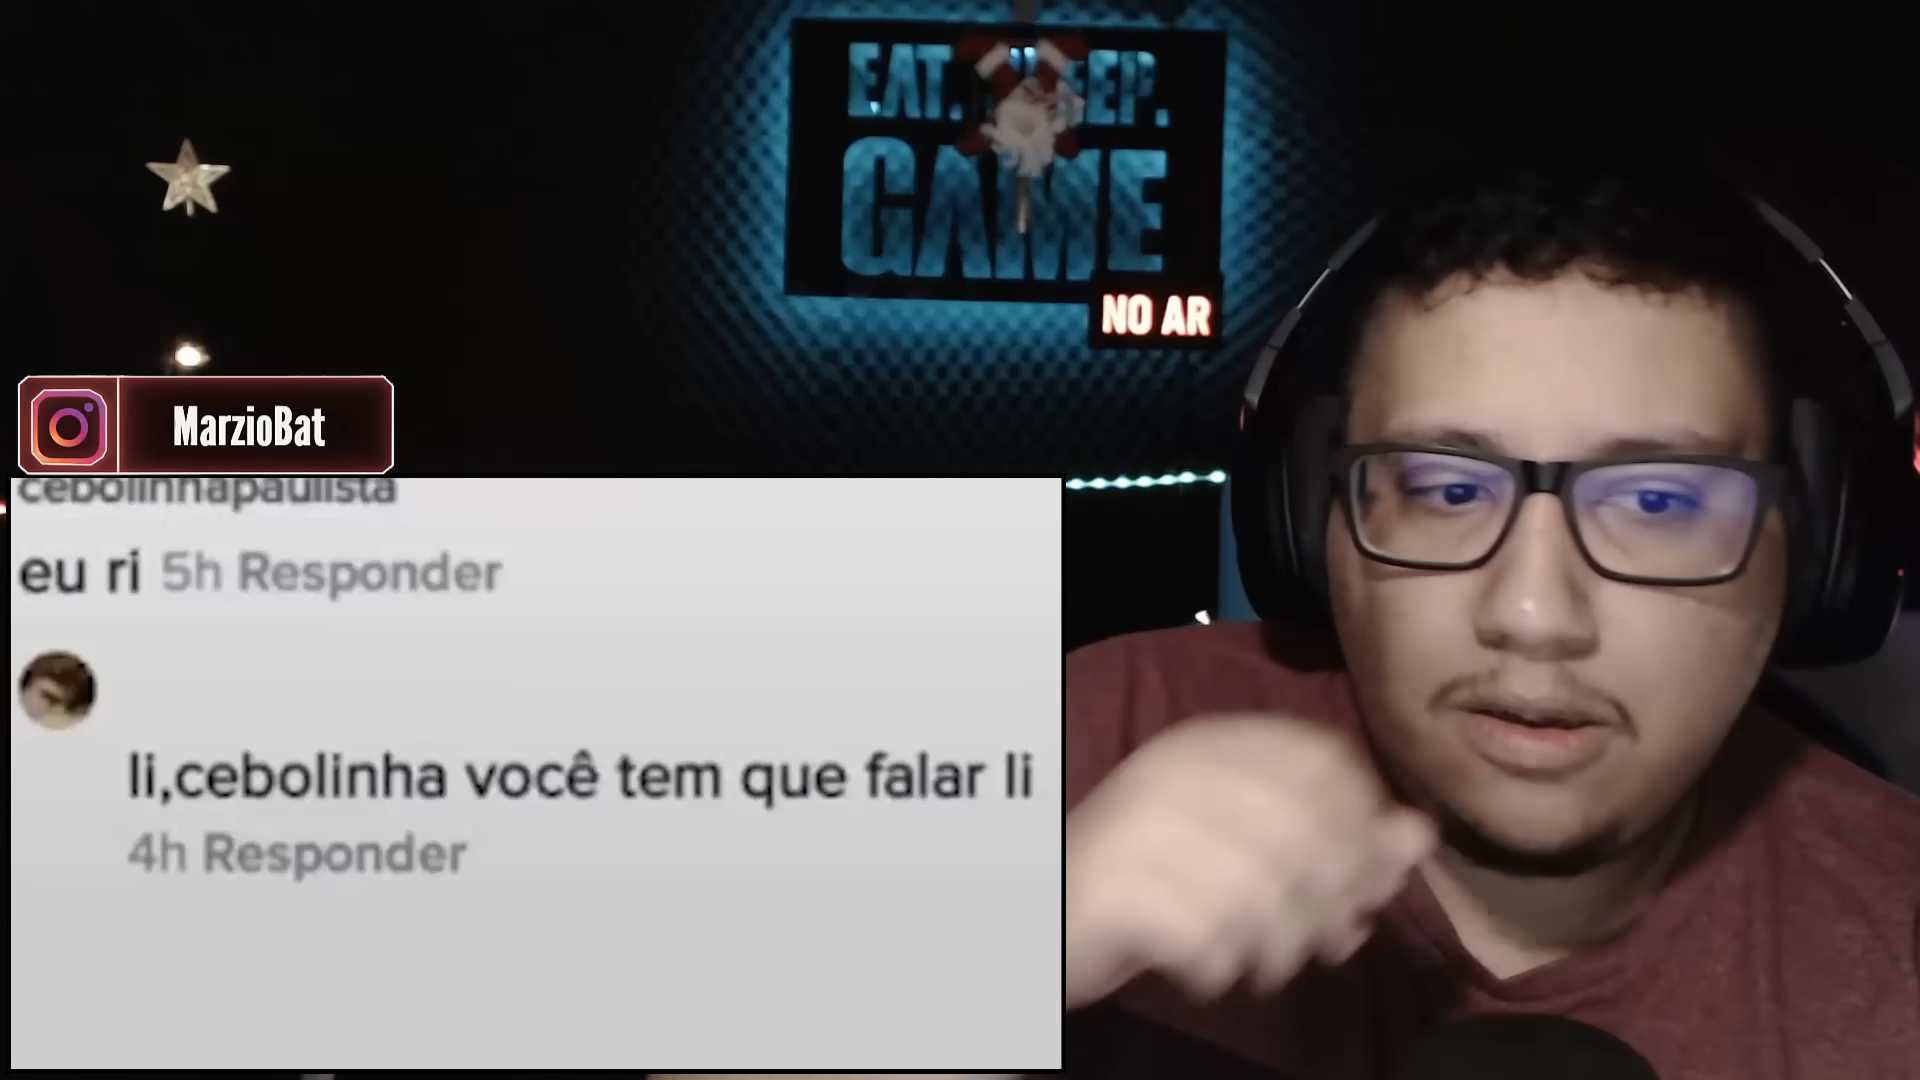 EAT. SLEEP.
GAME
NO AR
MarzioBat
cebolinhapaulista
eu ri 5h Responder
li,cebolinha você tem que falar li
4h Responder